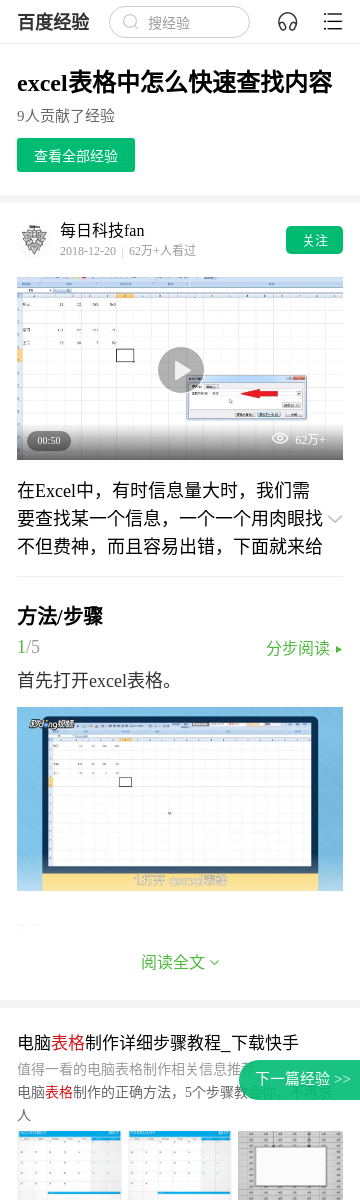 百度经验
搜经验
excel表格中怎么快速查找内容
9人贡献了经验
查看全部经验
每日科技fan
2018-12-20 | 62万+人看过
关注
00:50
62万+
在Excel中，有时信息量大时，我们需
要查找某一个信息，一个一个用肉眼找
不但费神，而且容易出错，下面就来给
方法/步骤
1/5
分步阅读
首先打开excel表格。
1打开 excel表格
阅读全文
电脑表格制作详细步骤教程_下载快手
值得一看的电脑表格制作相关信息推荐
下一篇经验 >>
电脑表格制作的正确方法，5个步骤教会你，不再求
人